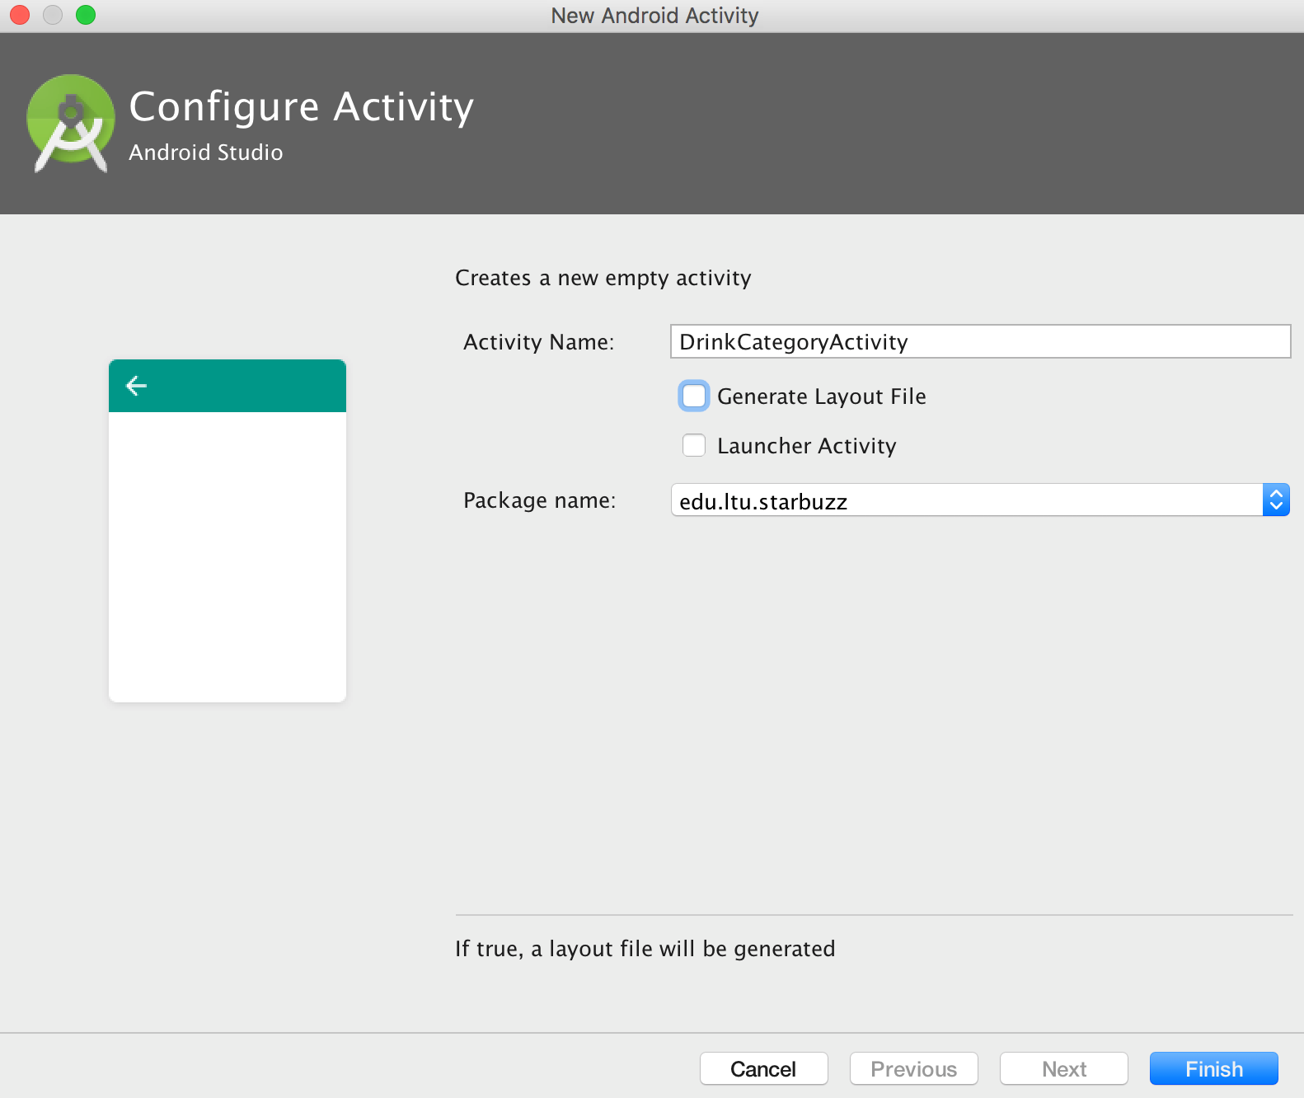 New Android Activity
Configure Activity
Android Studio
Creates a new empty activity
Activity Name: DrinkCategoryActivity
Generate Layout File
Launcher Activity
Package name: edu.ltu.starbuzz
If true, a layout file will be generated
Cancel Previous Next Finish